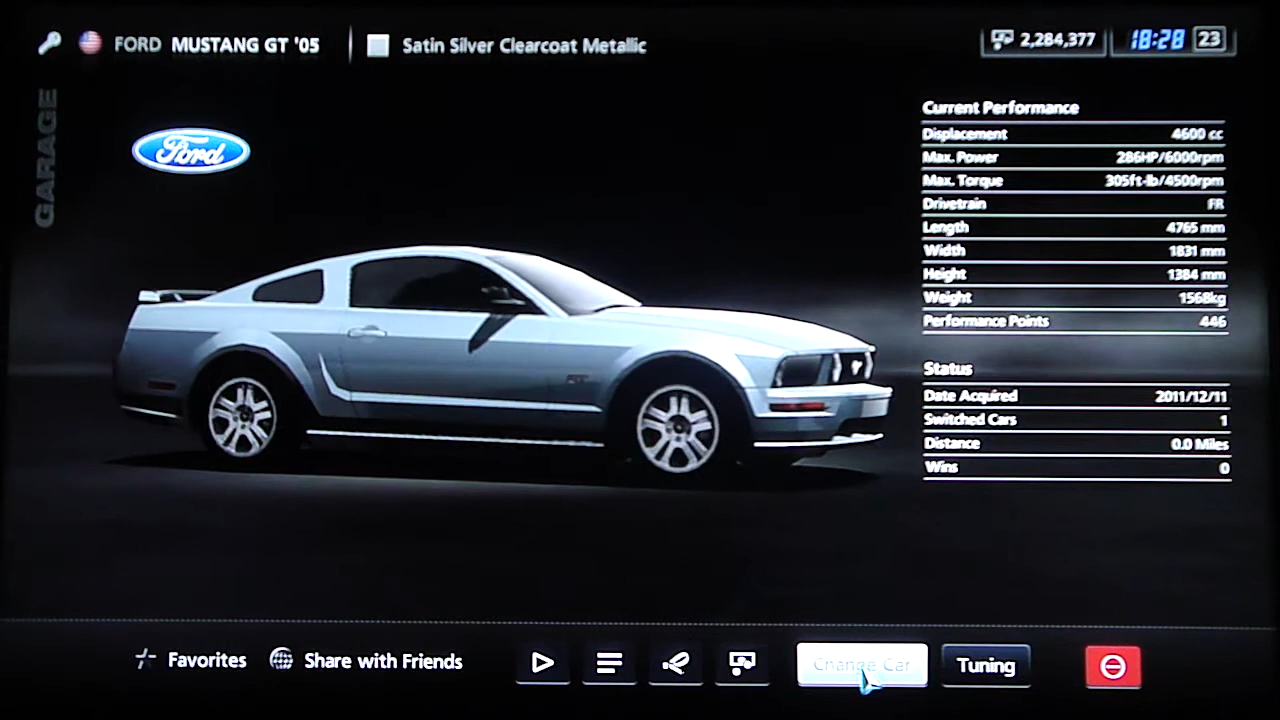 FORD MUSTANG GT '05
Satin Silver Clearcoat Metallic
2,284,377
18:28 23
GARAGE
Ford
Current Performance
Displacement 4600 cc
Max. Power 286HP/6000rpm
Max. Torque 305ft-lb/4500rpm
Drivetrain FR
Length 4765 mm
Width 1831 mm
Height 1384 mm
Weight 1568kg
Performance Points 446
Status
Date Acquired 2011/12/11
Switched Cars 1
Distance 0.0 Miles
Wins 0
Favorites
Share with Friends
Change Car
Tuning